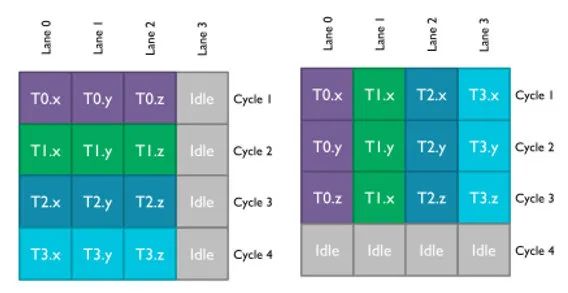 Lane 0 Lane 1 Lane 2 Lane 3
T0.x T0.y T0.z Idle Cycle 1
T1.x T1.y T1.z Idle Cycle 2
T2.x T2.y T2.z Idle Cycle 3
T3.x T3.y T3.z Idle Cycle 4
Lane 0 Lane 1 Lane 2 Lane 3
T0.x T1.x T2.x T3.x Cycle 1
T0.y T1.y T2.y T3.y Cycle 2
T0.z T1.x T2.z T3.z Cycle 3
Idle Idle Idle Idle Cycle 4